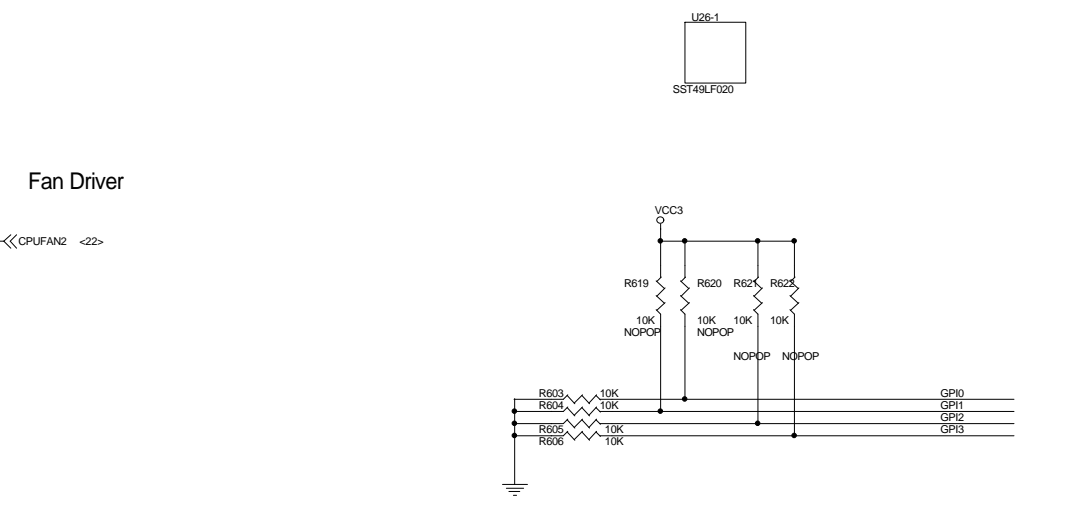 U26-1
SST49LF020
Fan Driver
VCC3
CPUFAN2 <22>
R619 R620 R621 R622
10K 10K 10K 10K
NOPOP NOPOP
NOPOP NOPOP
R603 10K GPI0
R604 10K GPI1
GPI2
R605 10K GPI3
R606 10K